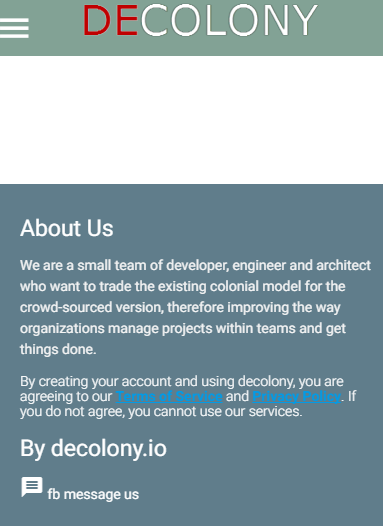 DECOLONY
About Us
We are a small team of developer, engineer and architect
who want to trade the existing colonial model for the
crowd-sourced version, therefore improving the way
organizations manage projects within teams and get
things done.
By creating your account and using decolony, you are
agreeing to our Terms of Service and Privacy Policy. If
you do not agree, you cannot use our services.
By decolony.io
fb message us